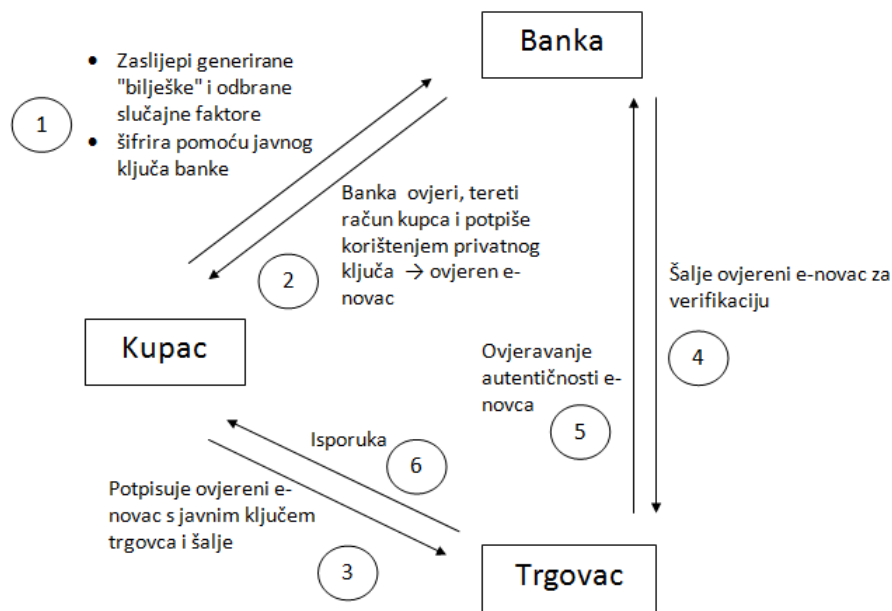 Banka
• Zaslijepi generirane
"bilješke" i odbrane
slučajne faktore
• šifrira pomoću javnog
ključa banke
1
Banka ovjeri, tereti
račun kupca i potpiše
korištenjem privatnog
ključa → ovjeren e-
novac
2
Šalje ovjereni e-novac za
verifikaciju
4
Kupac
Ovjeravanje
autentičnosti e-
novca
5
Isporuka
6
Potpisuje ovjereni e-
novac s javnim ključem
trgovca i šalje
3
Trgovac